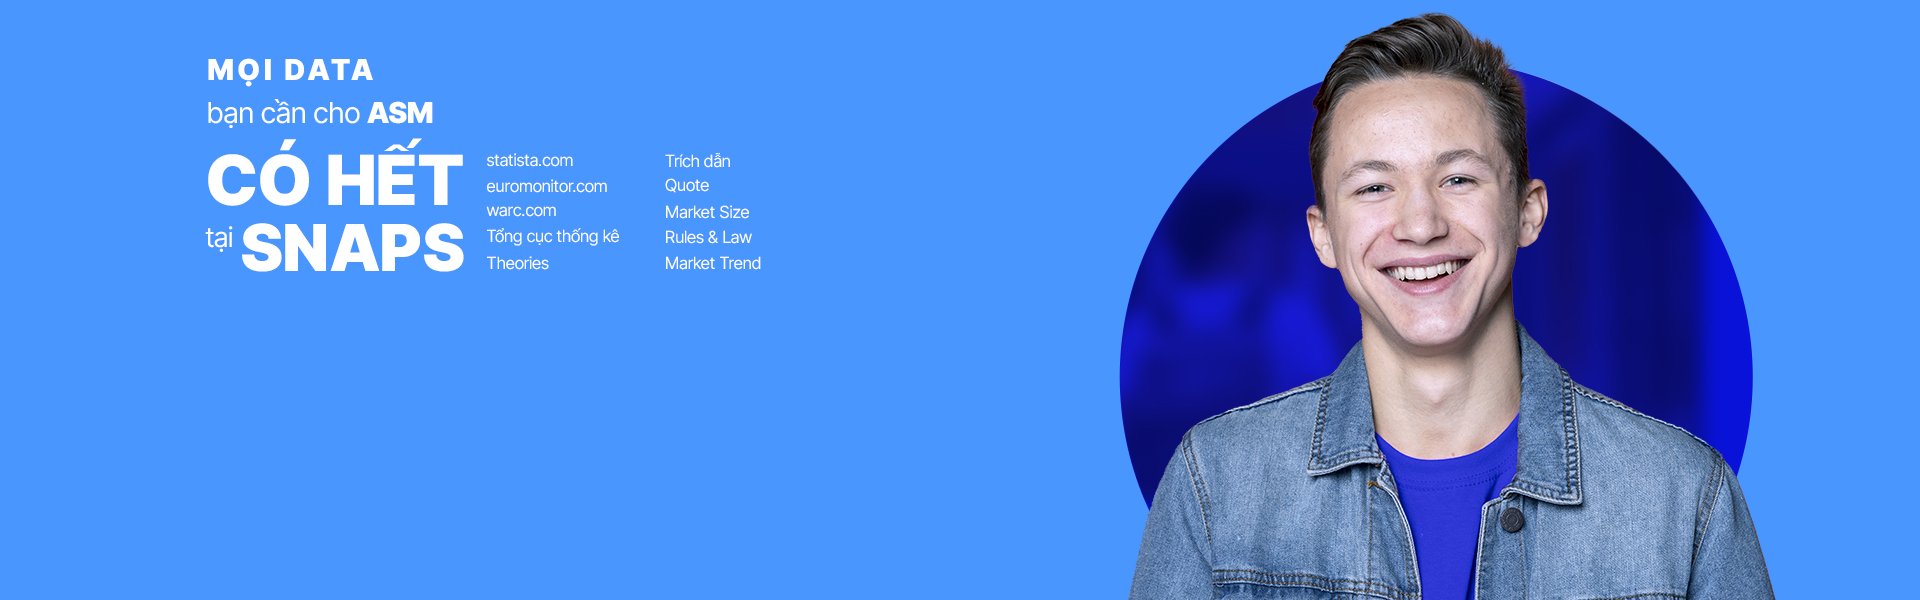 MỌI DATA
bạn cần cho ASM
CÓ HẾT
tại SNAPS
statista.com
euromonitor.com
warc.com
Tổng cục thống kê
Theories
Trích dẫn
Quote
Market Size
Rules & Law
Market Trend